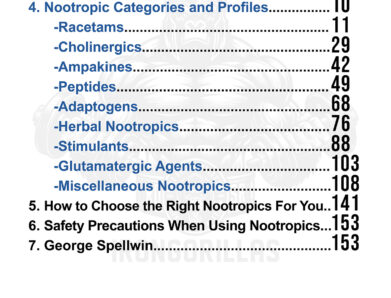 4. Nootropic Categories and Profiles................10
-Racetams....................................................11
-Cholinergics...............................................29
-Ampakines.................................................42
-Peptides.....................................................49
-Adaptogens................................................68
-Herbal Nootropics......................................76
-Stimulants..................................................88
-Glutamatergic Agents................................103
-Miscellaneous Nootropics.........................108
5. How to Choose the Right Nootropics For You..141
6. Safety Precautions When Using Nootropics...153
7. George Spellwin.............................................153
IRONGORILLAS